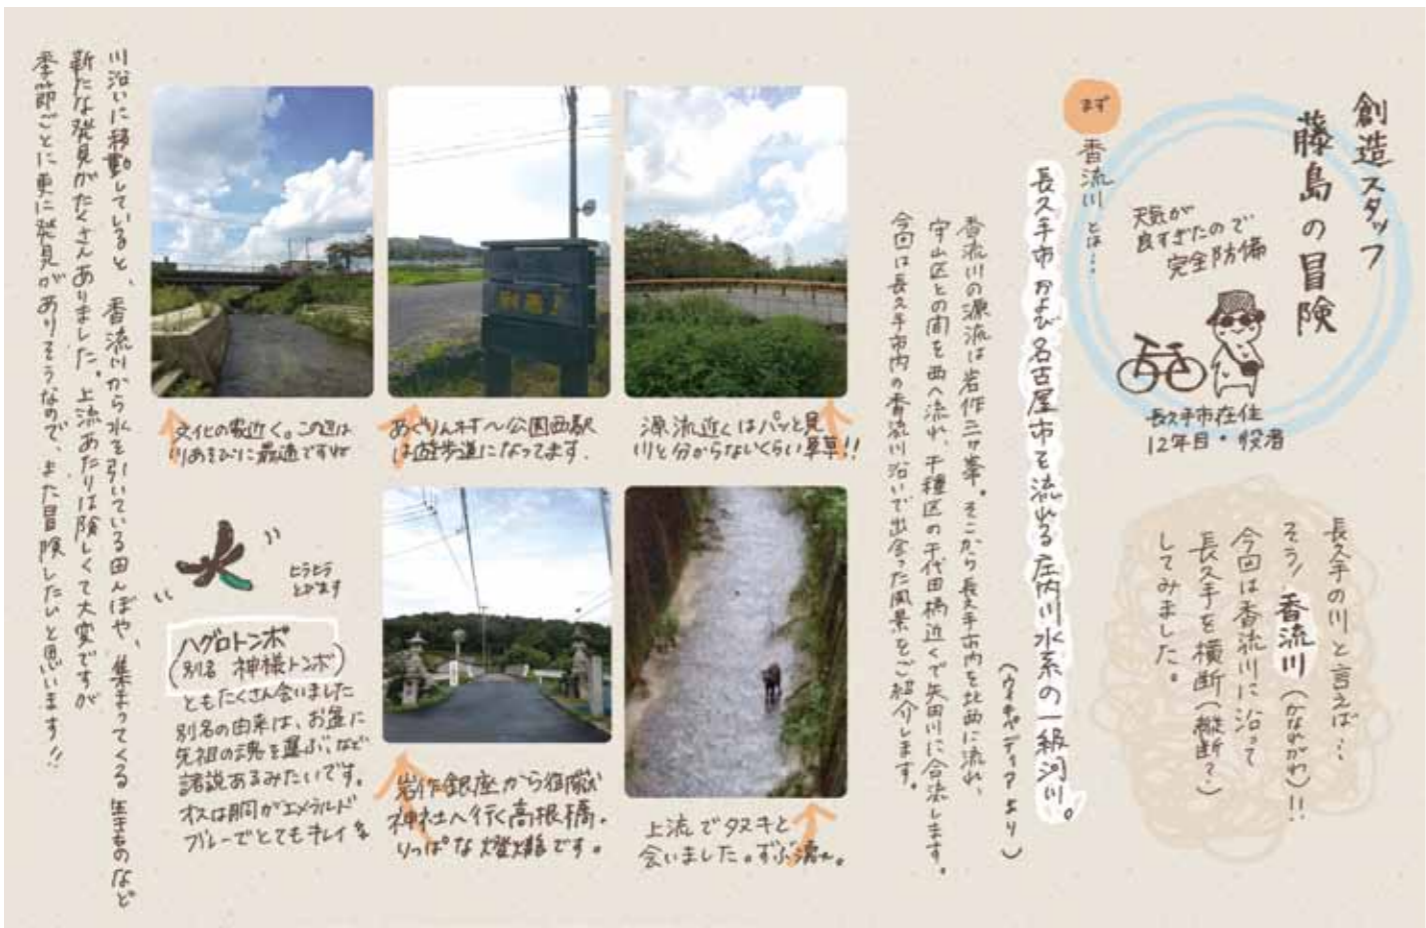 創造スタッフ
藤島の冒険
天気が
良すぎたので
完全防備
長久手市在住
12年目・役者
長久手の川と言えば…
そう!香流川(かなれがわ)!!
今回は香流川に沿って
長久手を横断(縦断?)
してみました。
まず
香流川とは…
長久手市および名古屋市を流れる庄内川水系の一級河川。
(ウィキペディアより)
香流川の源流は岩作三ケ峯。そこから長久手市内を北西に流れ、
守山区との間を西へ流れ、千種区の千代田橋近くで矢田川に合流します。
今回は長久手市内の香流川沿いで出会った風景をご紹介します。
源流近くはパッと見
川と分からないくらい草草!!
あぐりん村〜公園西駅
は遊歩道になってます。
文化の家近く。この辺は
川あそびに最適ですね
上流でタヌキと
会いました。ずぶ濡れ。
岩作銀座から御嶽
神社へ行く高根橋。
りっぱな燈籠です。
ヒラヒラ
とびます
ハグロトンボ
(別名 神様トンボ)
ともたくさん会いました
別名の由来は、お盆に
先祖の魂を運ぶ、など
諸説あるみたいです。
オスは胴がエメラルド
ブルーでとてもキレイ
川沿いに移動していると、香流川から水を引いている田んぼや、集まってくる生きものなど
新たな発見がたくさんありました。上流あたりは険しくて大変ですが
季節ごとに更に発見がありそうなので、また冒険したいと思います!!